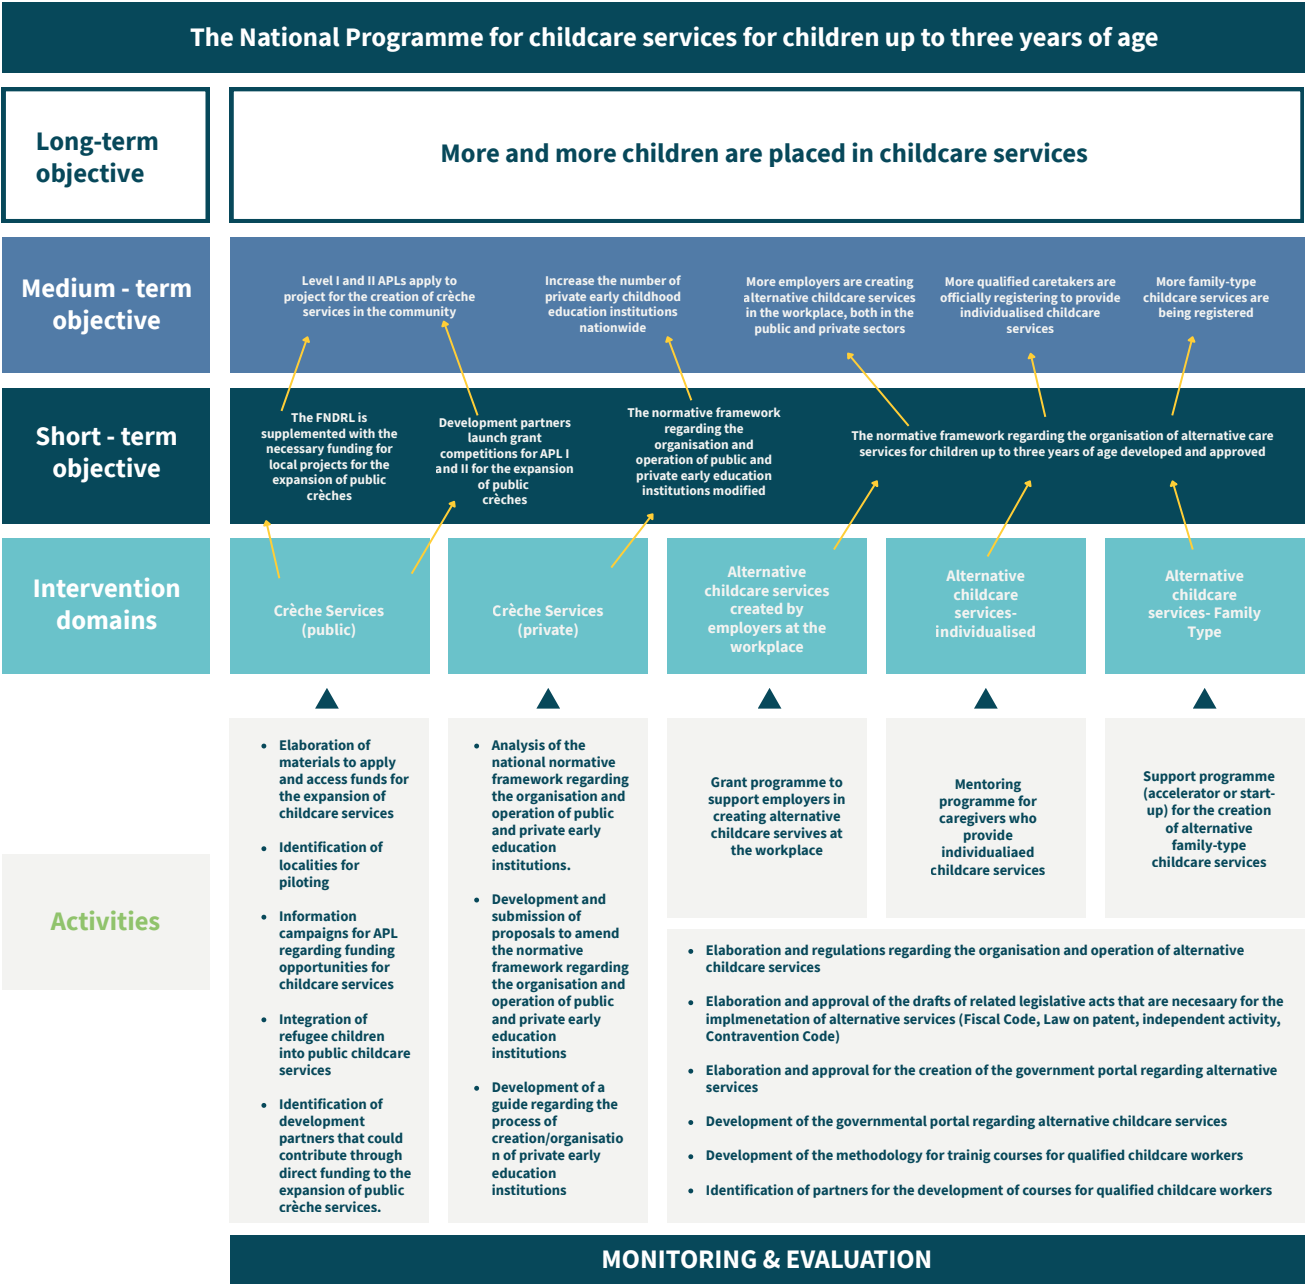 The National Programme for childcare services for children up to three years of age
Long-term
objective
More and more children are placed in childcare services
Medium - term
objective
Level I and II APLs apply to
project for the creation of crèche
services in the community
Increase the number of
private early childhood
education institutions
nationwide
More employers are creating
alternative childcare services
in the workplace, both in the
public and private sectors
More qualified caretakers are
officially registering to provide
individualised childcare
services
More family-type
childcare services are
being registered
Short - term
objective
The FNDRL is
supplemented with the
necessary funding for
local projects for the
expansion of public
crèches
Development partners
launch grant
competitions for APL I
and II for the expansion
of public
crèches
The normative framework
regarding the
organisation and
operation of public and
private early education
institutions modified
The normative framework regarding the organisation of alternative care
services for children up to three years of age developed and approved
Intervention
domains
Crèche Services
(public)
Crèche Services
(private)
Alternative
childcare services
created by
employers at the
workplace
Alternative
childcare
services-
individualised
Alternative
childcare
services- Family
Type
Activities
• Elaboration of
materials to apply
and access funds for
the expansion of
childcare services
• Identification of
localities for
piloting
• Information
campaigns for APL
regarding funding
opportunities for
childcare services
• Integration of
refugee children
into public childcare
services
• Identification of
development
partners that could
contribute through
direct funding to the
expansion of public
crèche services.
• Analysis of the
national normative
framework regarding
the organisation and
operation of public
and private early
education
institutions.
• Development and
submission of
proposals to amend
the normative
framework regarding
the organisation and
operation of public
and private early
education
institutions
• Development of a
guide regarding the
process of
creation/organisatio
n of private early
education
institutions
Grant programme to
support employers in
creating alternative
childcare servives at
the workplace
Mentoring
programme for
caregivers who
provide
individualiaed
childcare services
Support programme
(accelerator or start-
up) for the creation
of alternative
family-type
childcare services
• Elaboration and regulations regarding the organisation and operation of alternative
childcare services
• Elaboration and approval of the drafts of related legislative acts that are necesaary for the
implmenetation of alternative services (Fiscal Code, Law on patent, independent activity,
Contravention Code)
• Elaboration and approval for the creation of the government portal regarding alternative
services
• Development of the governmental portal regarding alternative childcare services
• Development of the methodology for trainig courses for qualified childcare workers
• Identification of partners for the development of courses for qualified childcare workers
MONITORING & EVALUATION